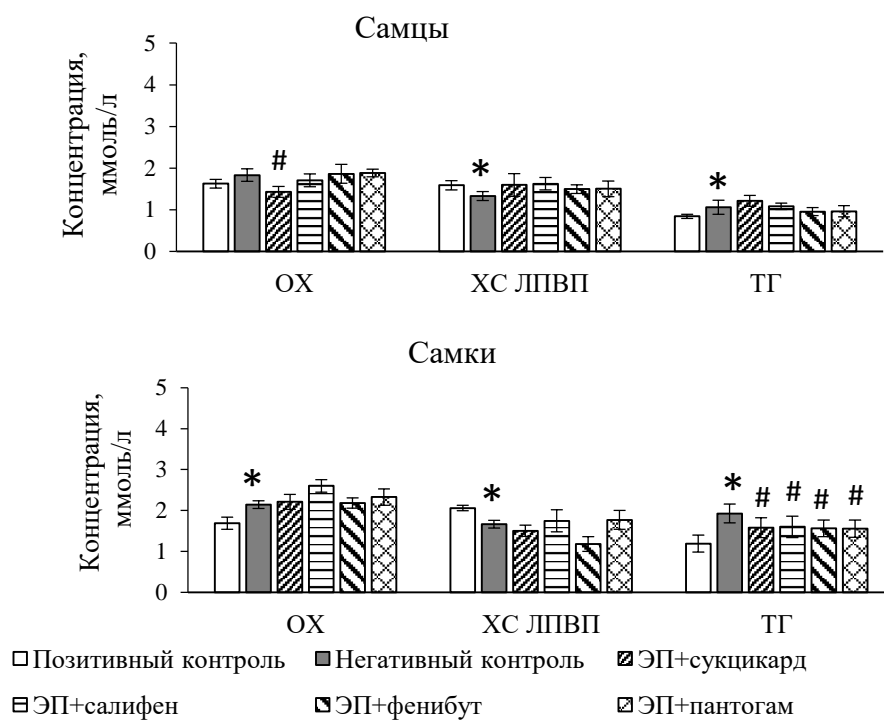 Самцы
Концентрация,
ммоль/л
5
4
3
2
1
0
#
*
*
ОХ ХС ЛПВП ТГ
Самки
Концентрация,
ммоль/л
5
4
3
2
1
0
*
*
* # # # #
ОХ ХС ЛПВП ТГ
Позитивный контроль Негативный контроль ЭП+сукцикард
ЭП+салифен ЭП+фенибут ЭП+пантогам